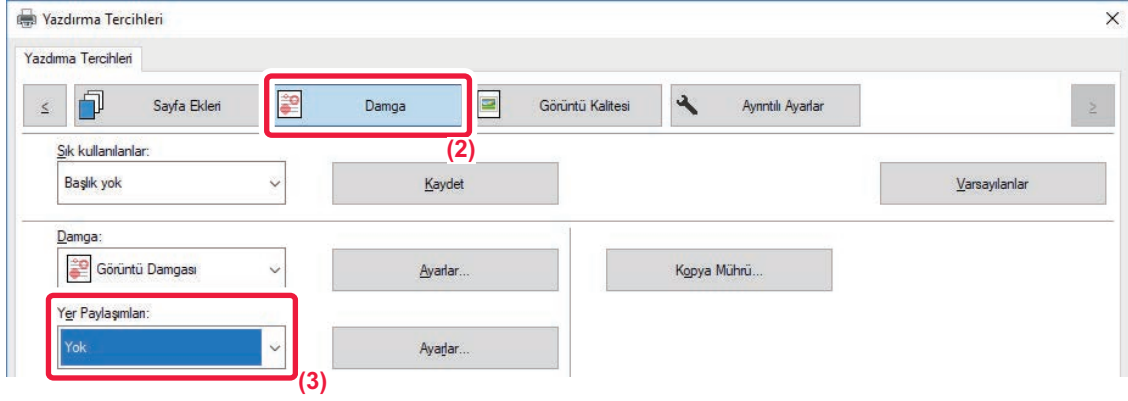 Yazdırma Tercihleri
Yazdırma Tercihleri
< Sayfa Ekleri Damga Görüntü Kalitesi Ayrıntılı Ayarlar >
(2)
Sık kullanılanlar:
Başlık yok Kaydet Varsayılanlar
Damga:
Görüntü Damgası Ayarlar... Kopya Mührü...
Yer Paylaşımları:
Yok Ayarlar...
(3)